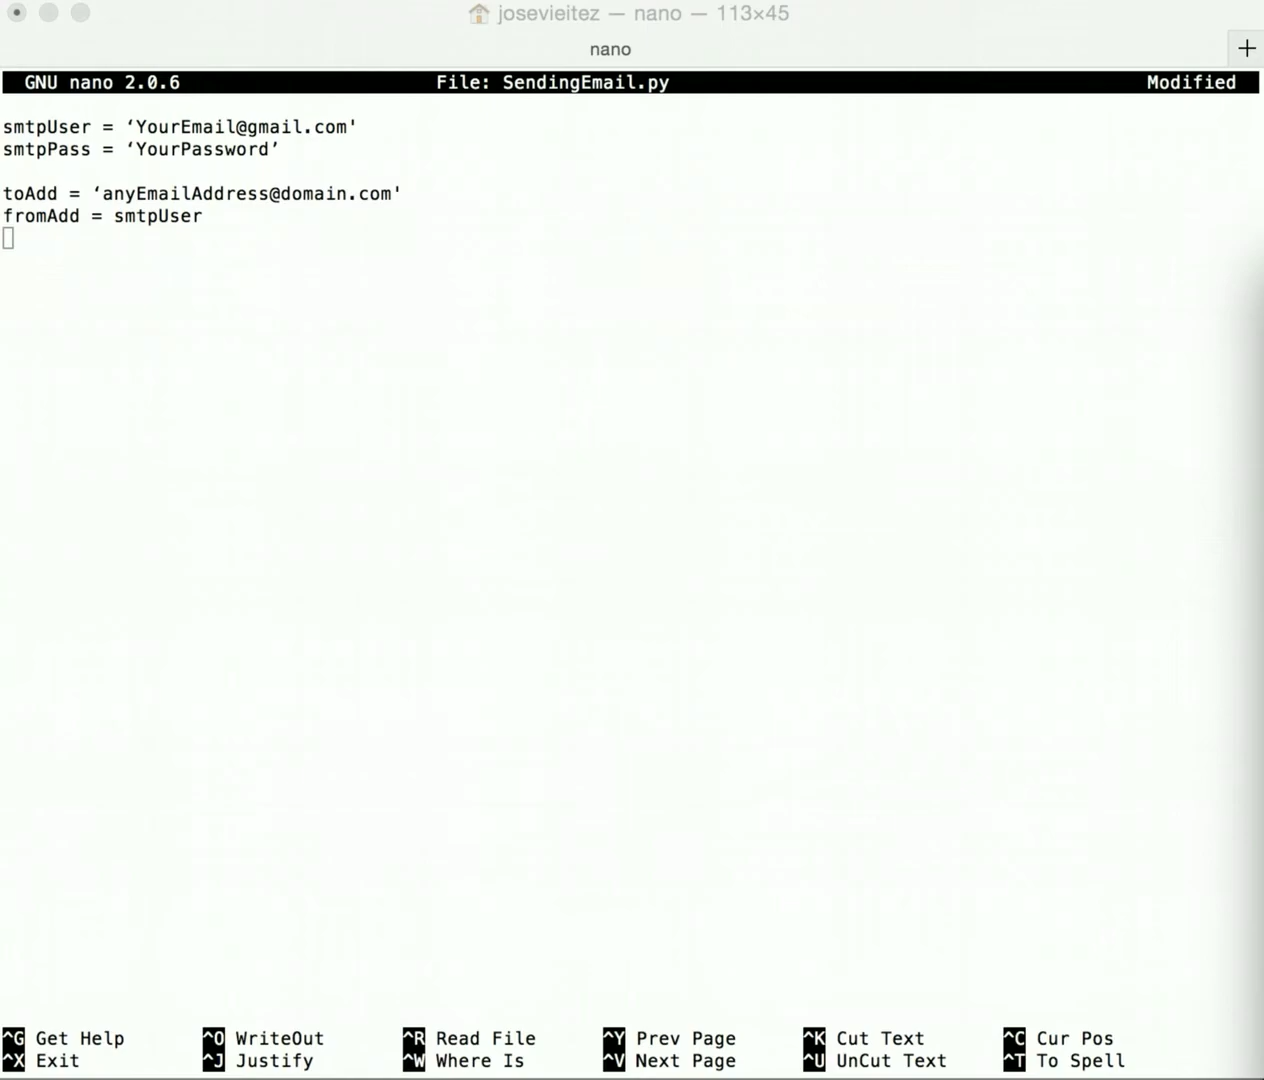 josevieitez — nano — 113×45
nano
+
GNU nano 2.0.6 File: SendingEmail.py Modified
smtpUser = ‘YourEmail@gmail.com'
smtpPass = ‘YourPassword’
toAdd = ‘anyEmailAddress@domain.com'
fromAdd = smtpUser
^G Get Help ^O WriteOut ^R Read File ^Y Prev Page ^K Cut Text ^C Cur Pos
^X Exit ^J Justify ^W Where Is ^V Next Page ^U UnCut Text ^T To Spell